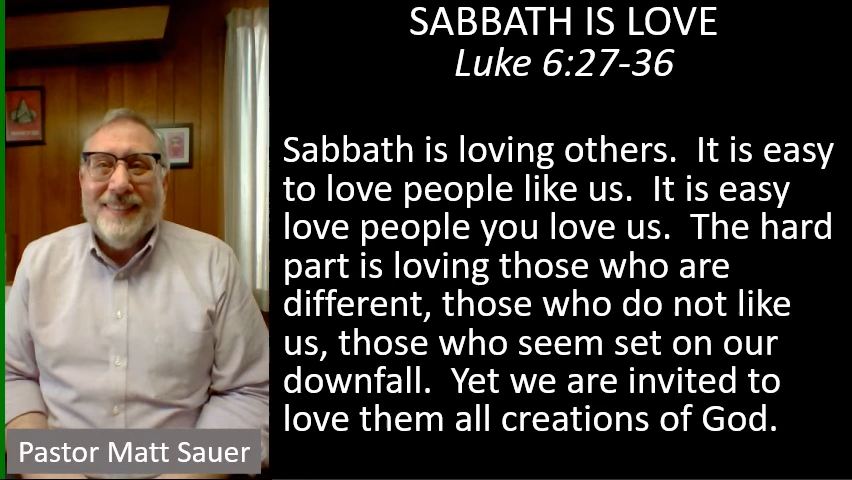 SABBATH IS LOVE
Luke 6:27-36
Sabbath is loving others.  It is easy
to love people like us.  It is easy
love people you love us.  The hard
part is loving those who are
different, those who do not like
us, those who seem set on our
downfall.  Yet we are invited to
love them all creations of God.
Pastor Matt Sauer